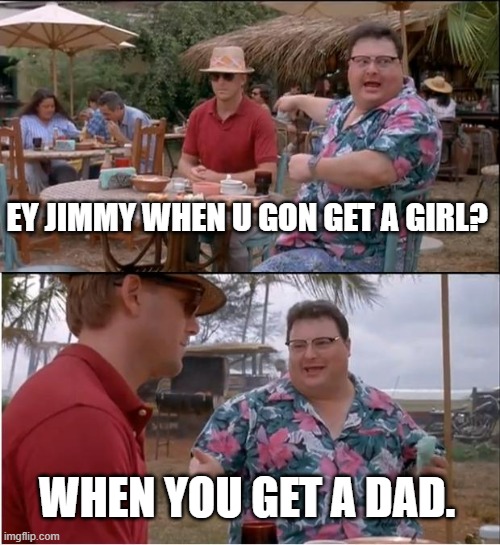 EY JIMMY WHEN U GON GET A GIRL?
WHEN YOU GET A DAD.
imgflip.com